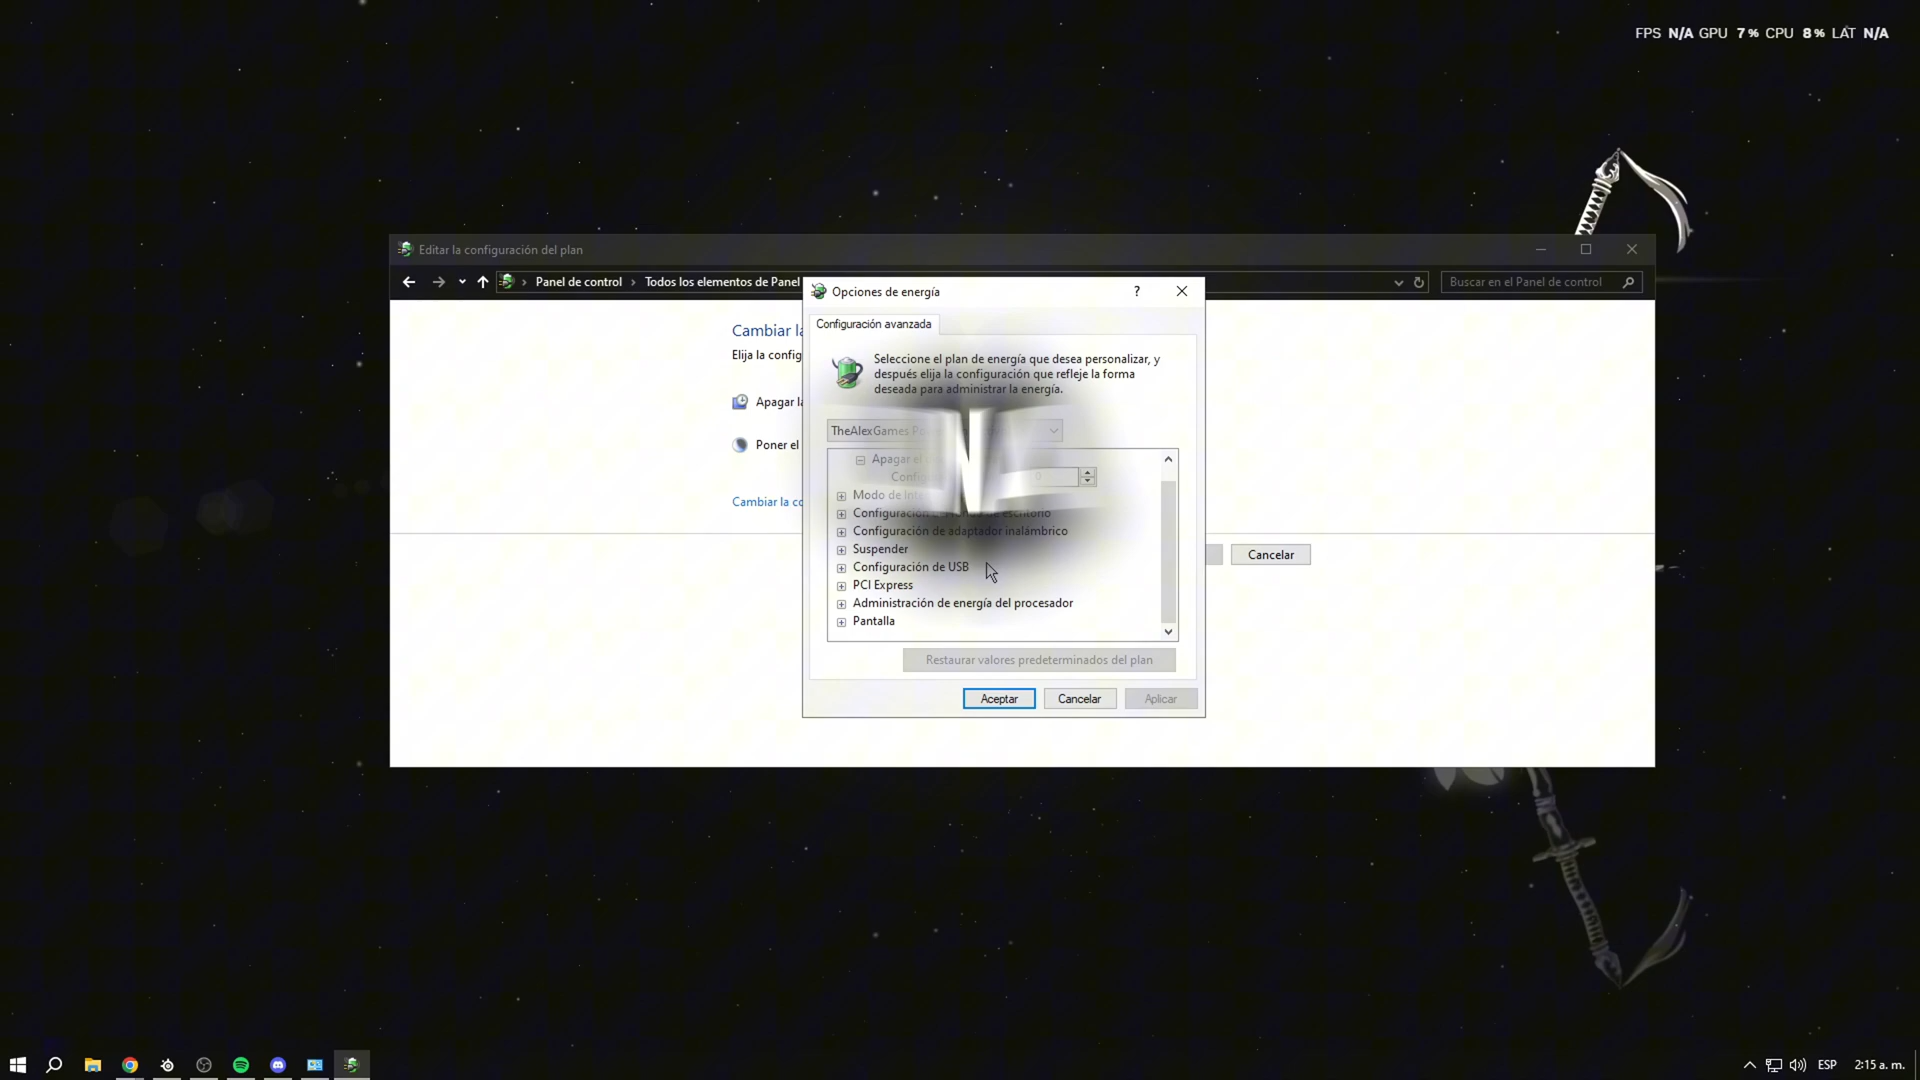 FPS N/A GPU 7% CPU 8% LAT N/A
Editar la configuración del plan
Panel de control > Todos los elementos de Panel
Buscar en el Panel de control
Opciones de energía
?
Configuración avanzada
Cambiar la
Elija la config
Seleccione el plan de energía que desea personalizar, y
después elija la configuración que refleje la forma
deseada para administrar la energía.
Apagar la
TheAlexGames
Poner el
Apagar el
0
Modo de
Cambiar la co
Configuración de escritorio
Configuración de adaptador inalámbrico
Suspender
Cancelar
Configuración de USB
PCI Express
Administración de energía del procesador
Pantalla
Restaurar valores predeterminados del plan
Aceptar
Cancelar
Aplicar
ESP
2:15 a. m.